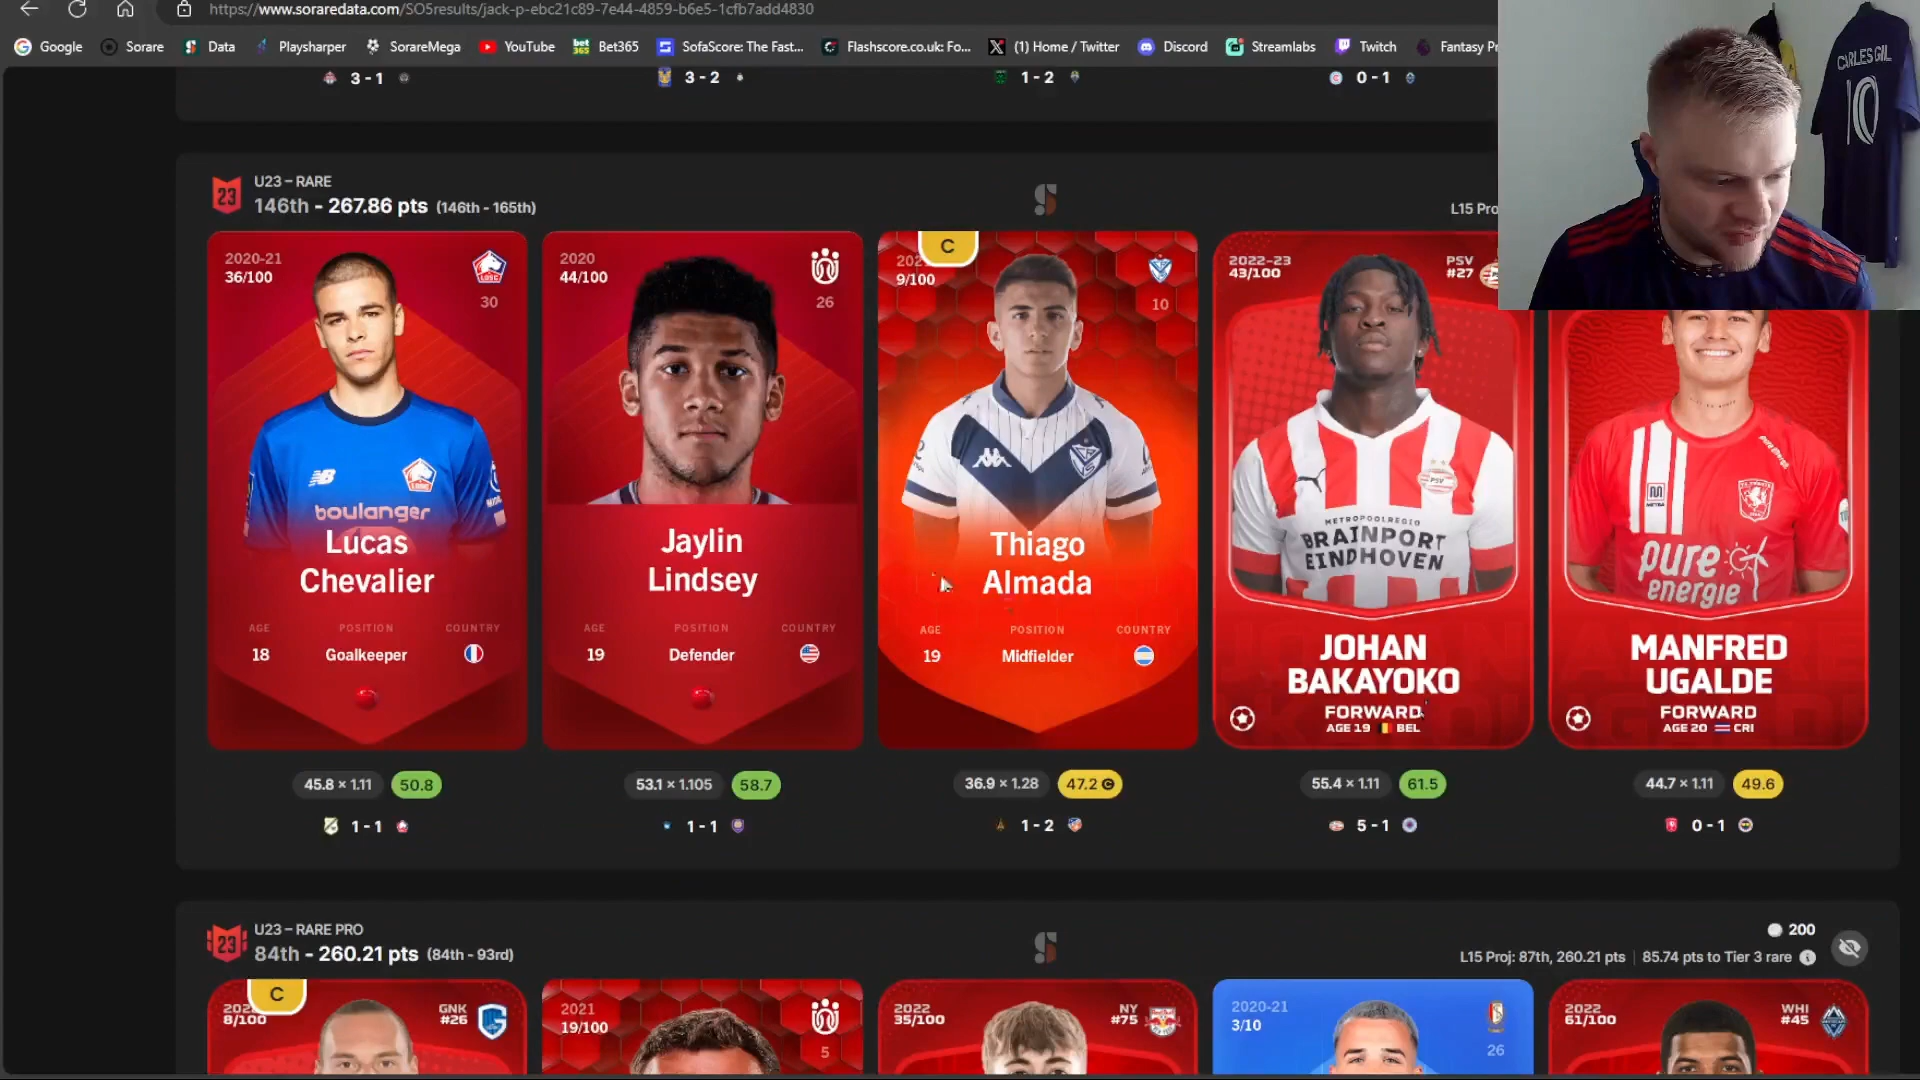 https://www.soraredata.com/SO5results/jack-p-ebc21c89-7e44-4859-b6e5-1cfb7add4830
Google Sorare Data Playsharper SorareMega YouTube Bet365 SofaScore: The Fast... Flashscore.co.uk: Fo... (1) Home / Twitter Discord Streamlabs Twitch Fantasy Pr
3 - 1 3 - 2 1 - 2 0 - 1
CARLES GIL
10
U23 – RARE
146th - 267.86 pts (146th - 165th)
L15 Proj
2020-21
36/100
30
boulanger
Lucas
Chevalier
AGE POSITION COUNTRY
18 Goalkeeper
2020
44/100
26
Jaylin
Lindsey
AGE POSITION COUNTRY
19 Defender
C
9/100
10
Thiago
Almada
AGE POSITION COUNTRY
19 Midfielder
2022-23
43/100
PSV
#27
METROPOOLREGIO
BRAINPORT
EINDHOVEN
JOHAN
BAKAYOKO
FORWARD
AGE 19 BEL
pure
energie
MANFRED
UGALDE
FORWARD
AGE 20 CRI
45.8 × 1.11 50.8
53.1 × 1.105 58.7
36.9 × 1.28 47.2 C
55.4 × 1.11 61.5
44.7 × 1.11 49.6
1 - 1 1 - 1 1 - 2 5 - 1 0 - 1
U23 – RARE PRO
84th - 260.21 pts (84th - 93rd)
200
L15 Proj: 87th, 260.21 pts | 85.74 pts to Tier 3 rare
C
8/100
GNK
#26
2021
19/100
5
2022
35/100
NY
#75
2020-21
3/10
26
2022
61/100
WHI
#45